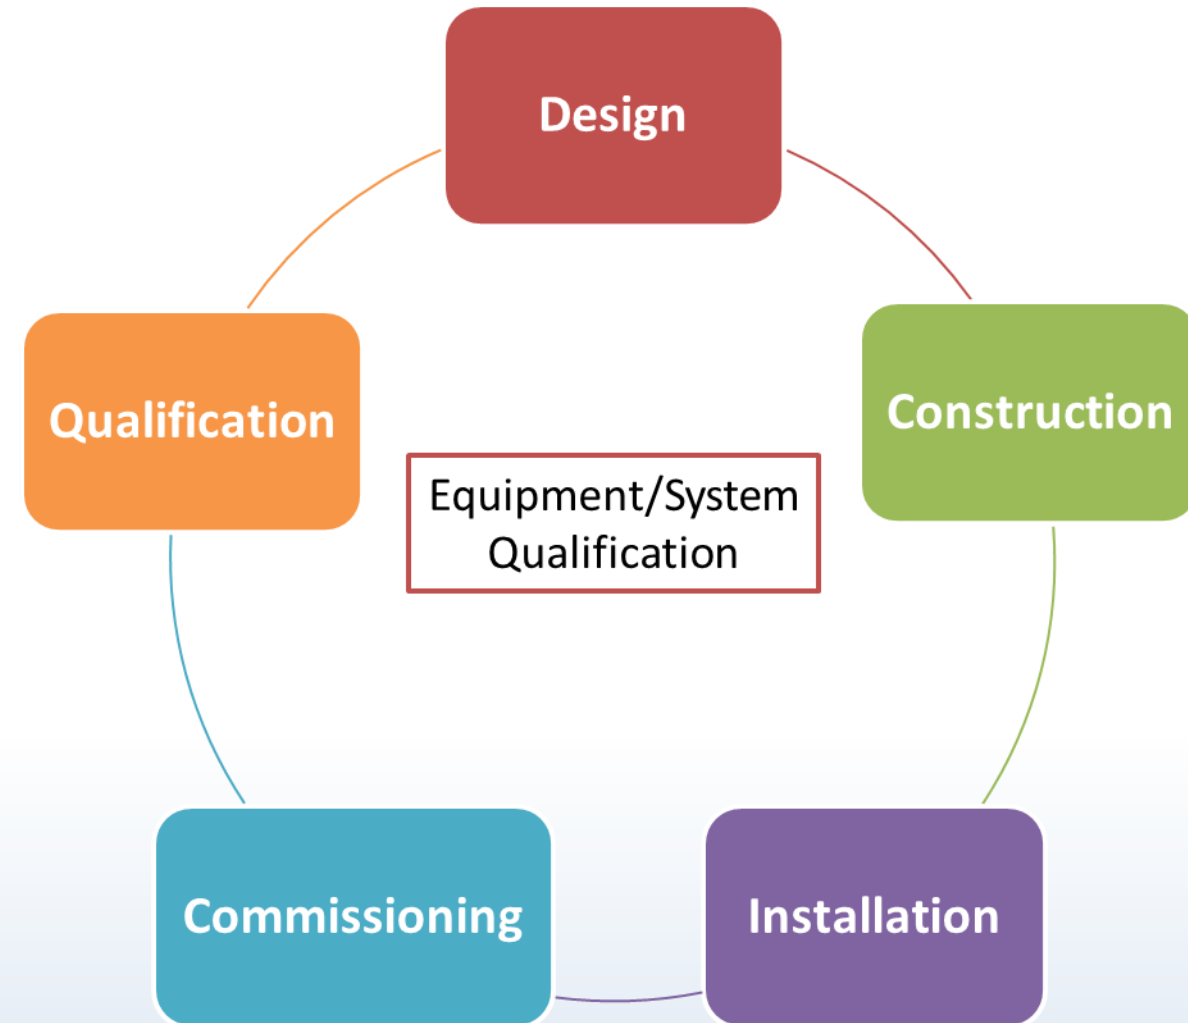 Design
Construction
Installation
Commissioning
Qualification
Equipment/System
Qualification